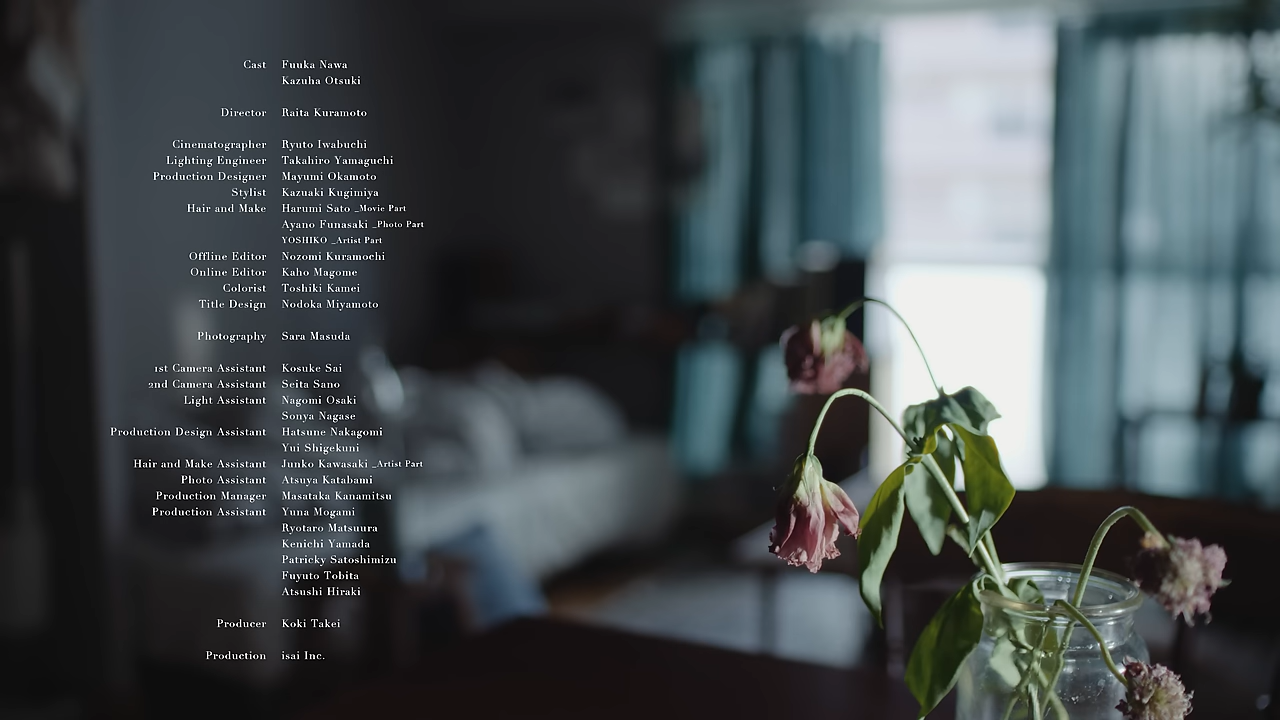 Cast Fuuka Nawa
Kazuha Otsuki
Director Raita Kuramoto
Cinematographer Ryuto Iwabuchi
Lighting Engineer Takahiro Yamaguchi
Production Designer Mayumi Okamoto
Stylist Kazuaki Kugimiya
Hair and Make Harumi Sato _Movie Part
Ayano Funasaki _Photo Part
YOSHIKO _Artist Part
Offline Editor Nozomi Kuramochi
Online Editor Kaho Magome
Colorist Toshiki Kamei
Title Design Nodoka Miyamoto
Photography Sara Masuda
1st Camera Assistant Kosuke Sai
2nd Camera Assistant Seita Sano
Light Assistant Nagomi Osaki
Sonya Nagase
Production Design Assistant Hatsune Nakagomi
Yui Shigekuni
Hair and Make Assistant Junko Kawasaki _Artist Part
Photo Assistant Atsuya Katabami
Production Manager Masataka Kanamitsu
Production Assistant Yuna Mogami
Ryotaro Matsuura
Kenichi Yamada
Patricky Satoshimizu
Fuyuto Tobita
Atsushi Hiraki
Producer Koki Takei
Production isai Inc.